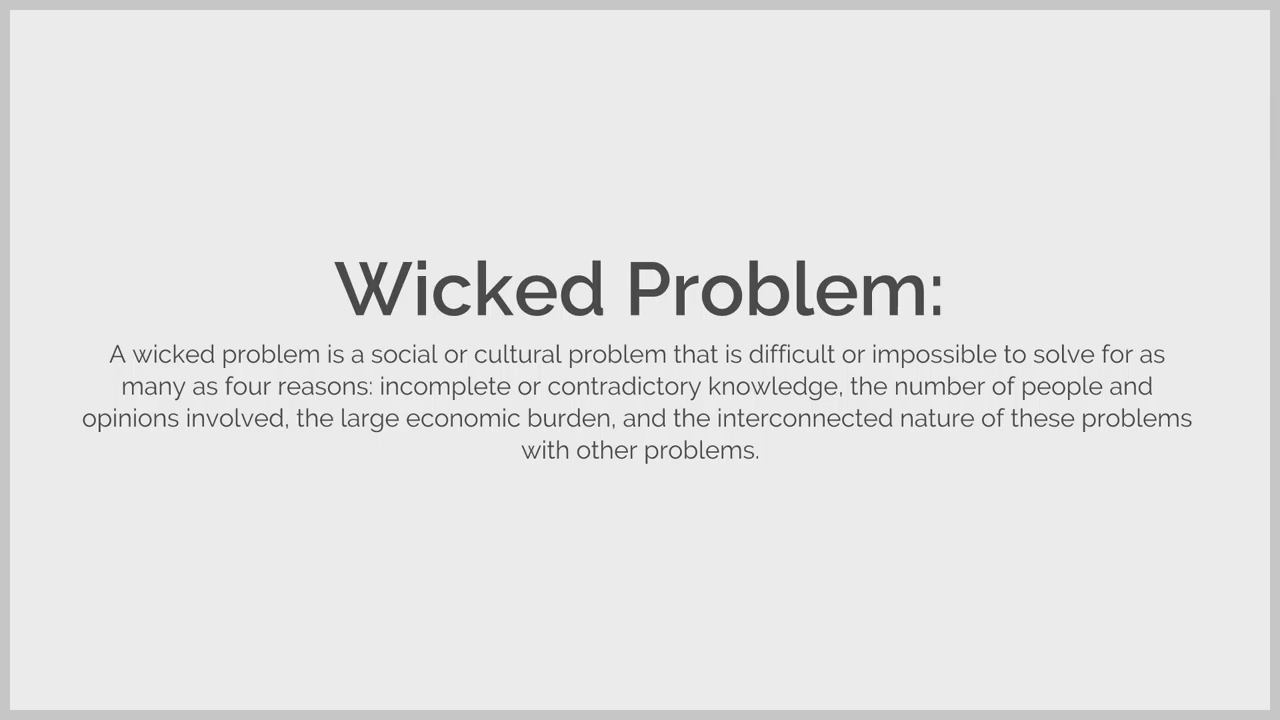 Wicked Problem:
A wicked problem is a social or cultural problem that is difficult or impossible to solve for as
many as four reasons: incomplete or contradictory knowledge, the number of people and
opinions involved, the large economic burden, and the interconnected nature of these problems
with other problems.